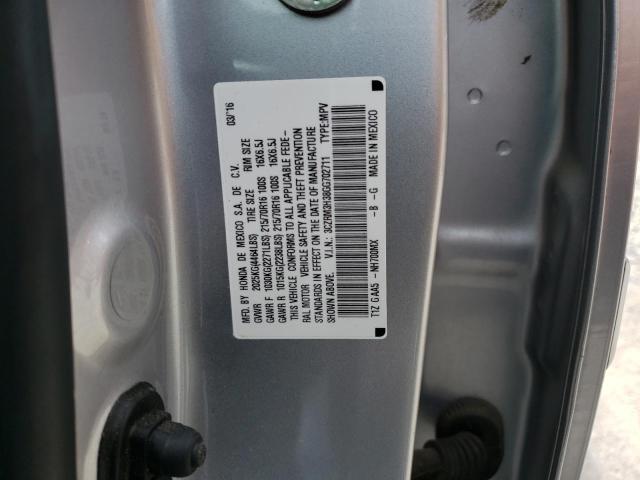 MFD. BY HONDA DE MEXICO S.A. DE C.V. 03/'16
GVWR 2025KG(4464LBS) TIRE SIZE RIM SIZE
GAWR F 1030KG(2271LBS) 215/70R16 100S 16X6.5J
GAWR R 1015KG(2238LBS) 215/70R16 100S 16X6.5J
THIS VEHICLE CONFORMS TO ALL APPLICABLE FEDE-
RAL MOTOR VEHICLE SAFETY AND THEFT PREVENTION
STANDARDS IN EFFECT ON THE DATE OF MANUFACTURE
SHOWN ABOVE. V.I.N.: 3CZRM3H38GG702711 TYPE:MPV
T1Z GAA5 -NH700MX -B -G MADE IN MEXICO